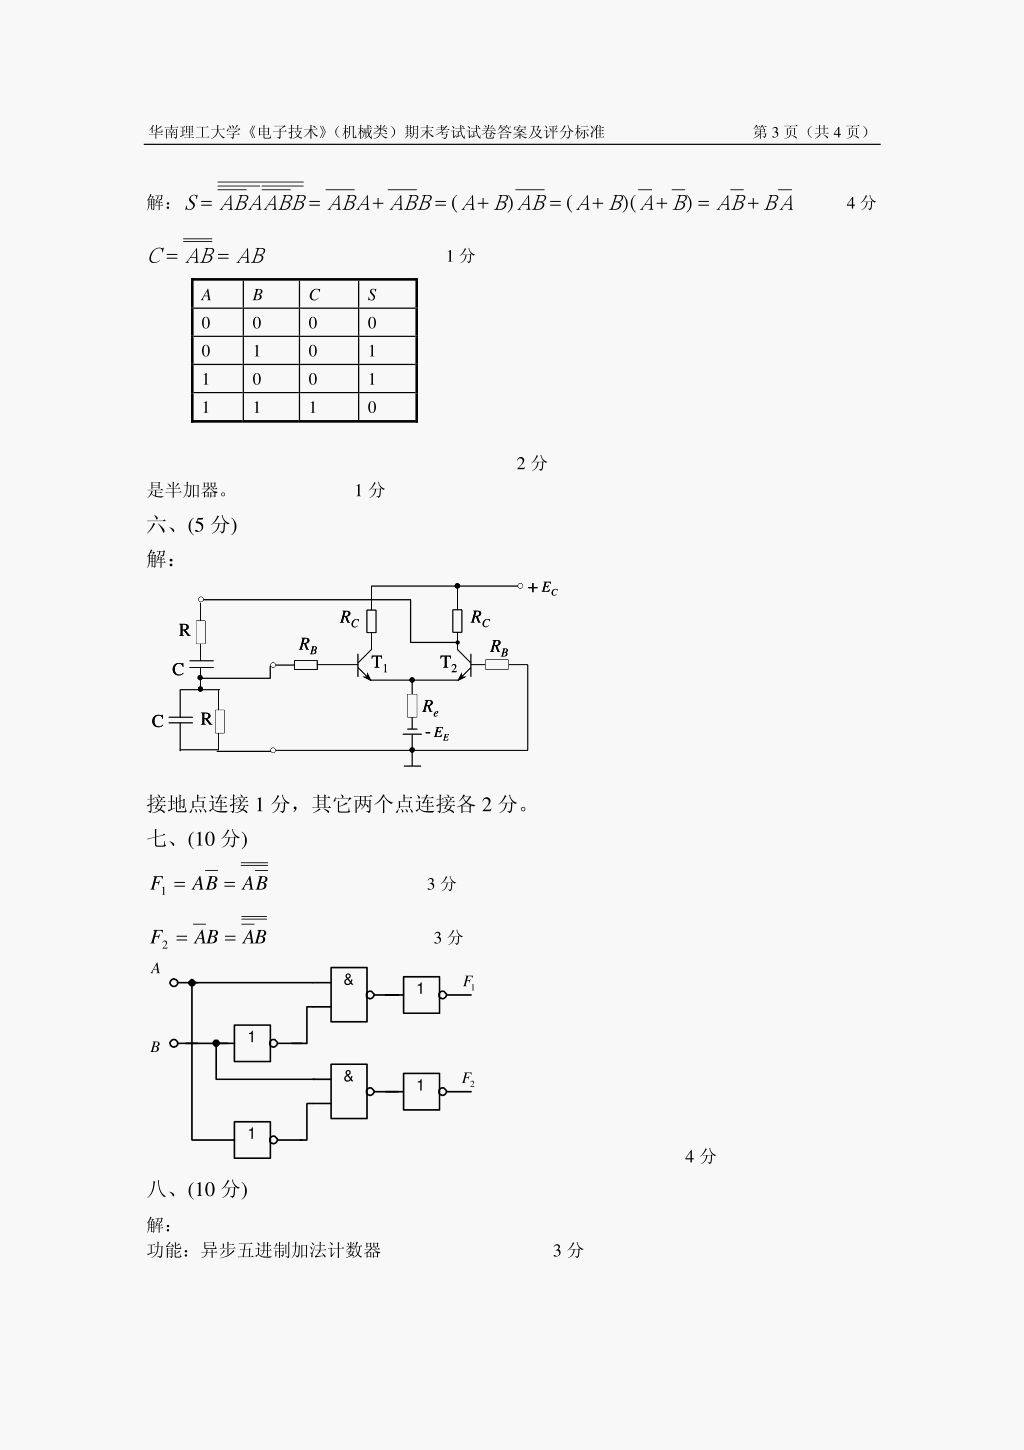 华南理工大学《电子技术》（机械类）期末考试试卷答案及评分标准 第 3 页（共 4 页）
解： $S=\overline{\overline{\overline{AB}A}\,\overline{\overline{AB}B}}=\overline{AB}A+\overline{AB}B=(A+B)\overline{AB}=(A+B)(\overline{A}+\overline{B})=A\overline{B}+B\overline{A}$ 4 分
$C=\overline{\overline{AB}}=AB$ 1 分
A B C S
0 0 0 0
0 1 0 1
1 0 0 1
1 1 1 0
2 分
是半加器。 1 分
六、(5 分)
解：
+ E_C
R_C R_C
R
R_B R_B
C T_1 T_2
C R R_e
- E_E
接地点连接 1 分，其它两个点连接各 2 分。
七、(10 分)
$F_1=A\overline{B}=\overline{\overline{A\overline{B}}}$ 3 分
$F_2=\overline{A}B=\overline{\overline{\overline{A}B}}$ 3 分
A
& 1 F_1
B 1
& 1 F_2
1
4 分
八、(10 分)
解：
功能：异步五进制加法计数器 3 分